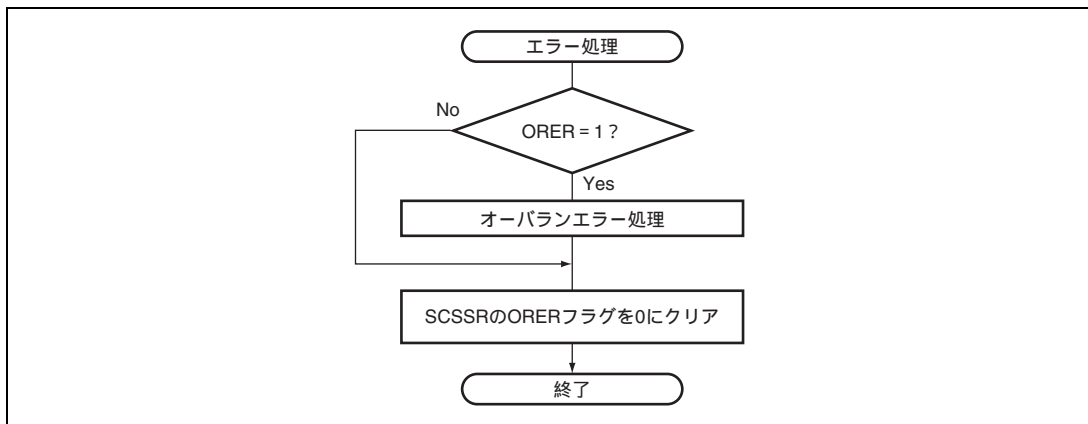 エラー処理
No
ORER = 1？
Yes
オーバランエラー処理
SCSSRのORERフラグを0にクリア
終了